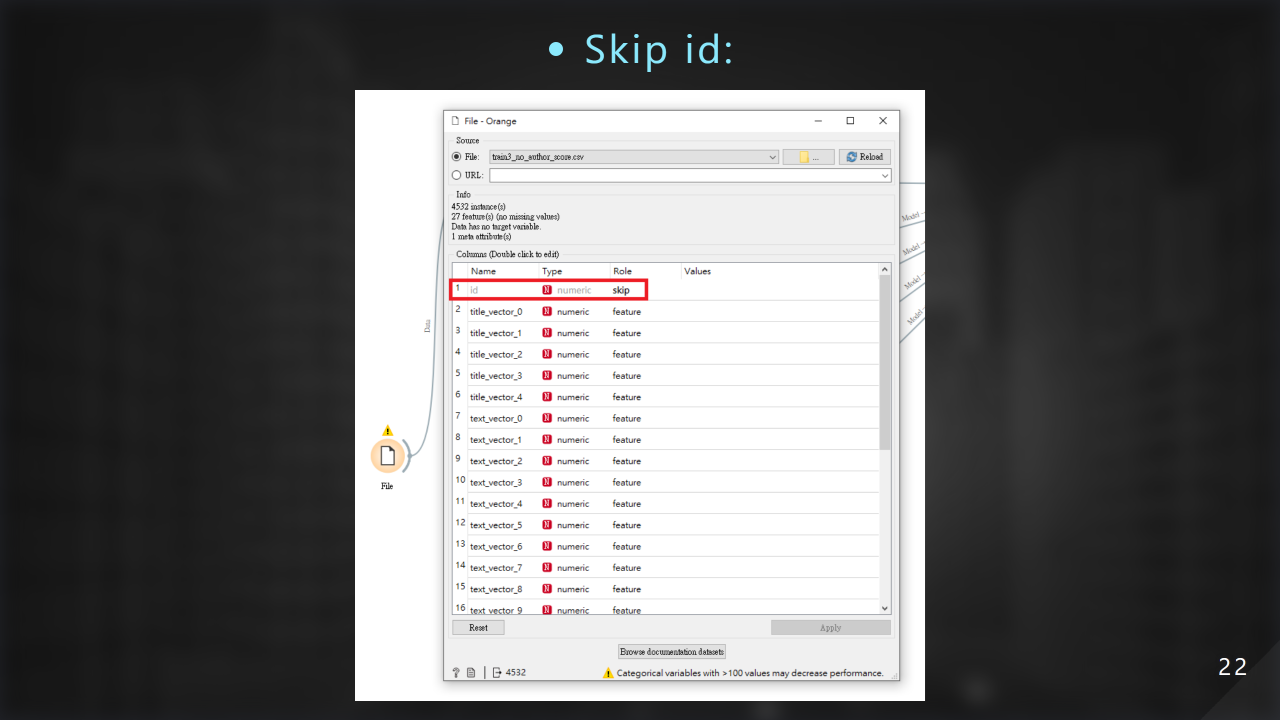 • Skip id:
File - Orange
Source
File: train3_no_author_score.csv ... Reload
URL:
Info
4532 instance(s)
27 feature(s) (no missing values)
Data has no target variable.
1 meta attribute(s)
Columns (Double click to edit)
Name Type Role Values
1 id N numeric skip
2 title_vector_0 N numeric feature
3 title_vector_1 N numeric feature
4 title_vector_2 N numeric feature
5 title_vector_3 N numeric feature
6 title_vector_4 N numeric feature
7 text_vector_0 N numeric feature
8 text_vector_1 N numeric feature
9 text_vector_2 N numeric feature
10 text_vector_3 N numeric feature
11 text_vector_4 N numeric feature
12 text_vector_5 N numeric feature
13 text_vector_6 N numeric feature
14 text_vector_7 N numeric feature
15 text_vector_8 N numeric feature
16 text_vector_9 N numeric feature
Reset Apply
Browse documentation datasets
? 4532 Categorical variables with >100 values may decrease performance.
Data
File
Model
Model
Model
Model
22